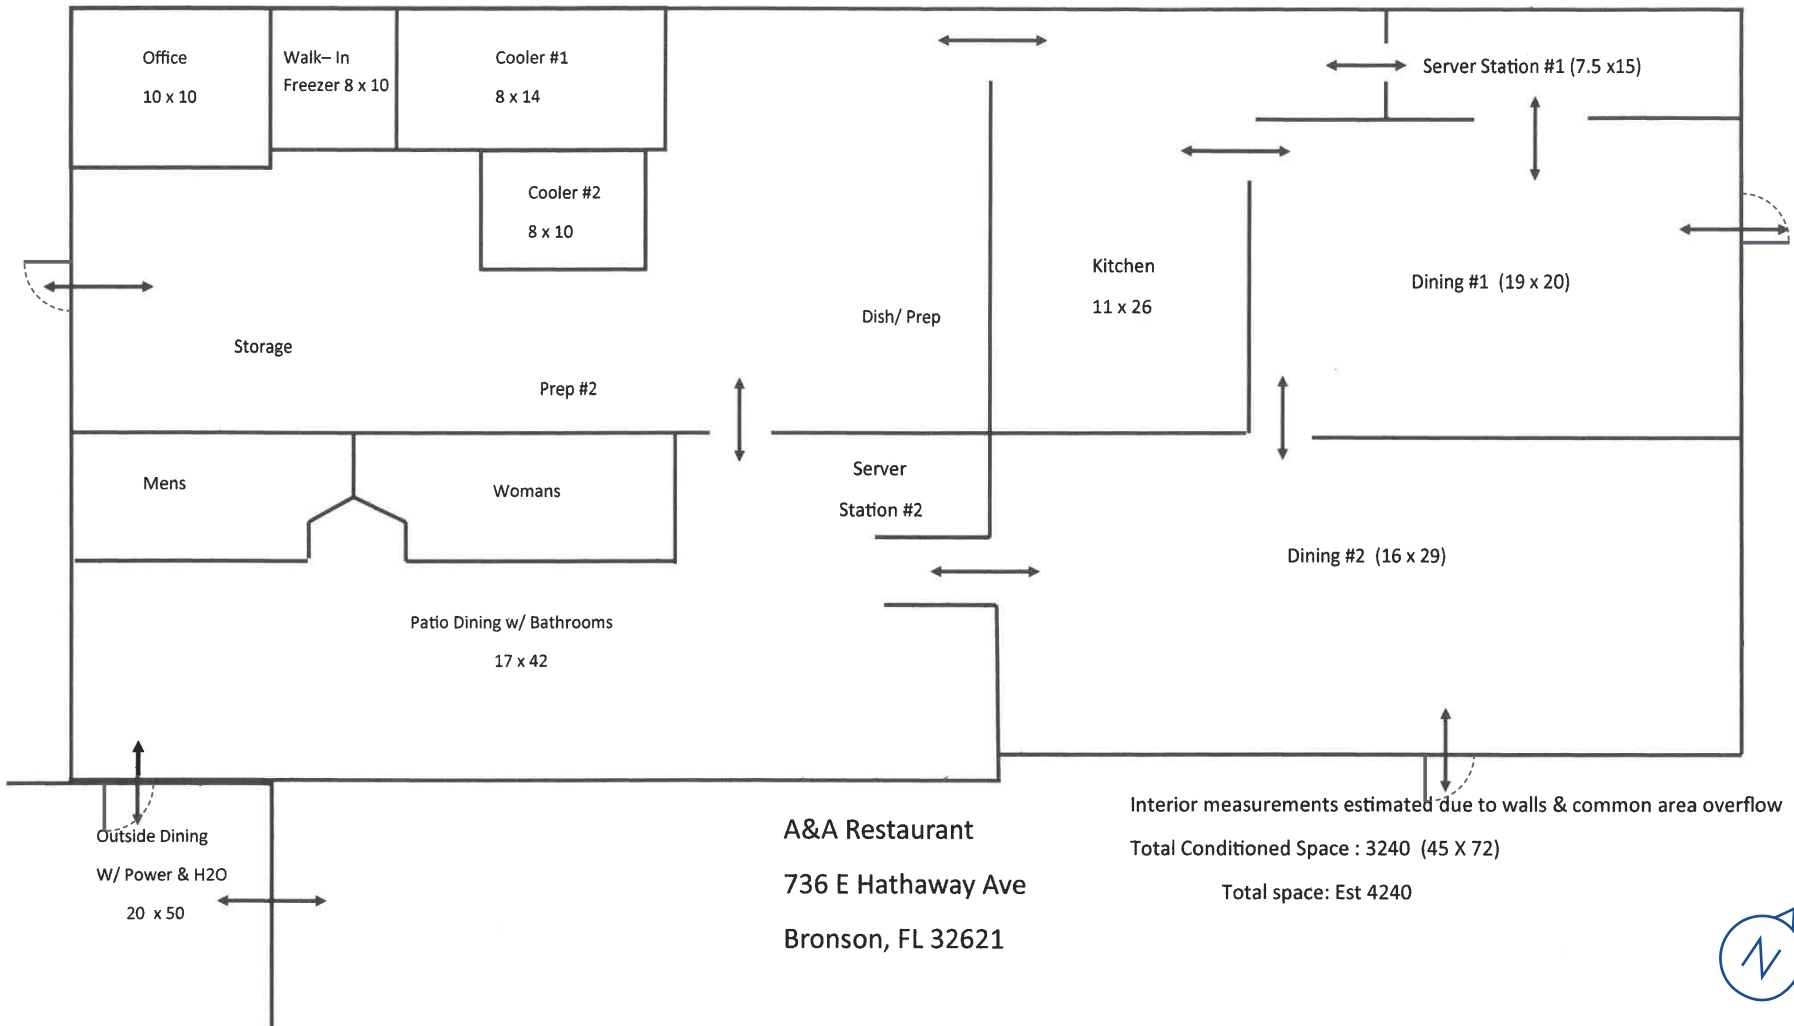 Office
10 x 10
Walk– In
Freezer 8 x 10
Cooler #1
8 x 14
Server Station #1 (7.5 x15)
Cooler #2
8 x 10
Kitchen
11 x 26
Dining #1 (19 x 20)
Dish/ Prep
Storage
Prep #2
Mens
Womans
Server
Station #2
Dining #2 (16 x 29)
Patio Dining w/ Bathrooms
17 x 42
Outside Dining
W/ Power & H2O
20 x 50
A&A Restaurant
736 E Hathaway Ave
Bronson, FL 32621
Interior measurements estimated due to walls & common area overflow
Total Conditioned Space : 3240 (45 X 72)
Total space: Est 4240
N